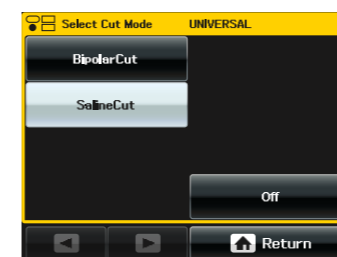 Select Cut Mode UNIVERSAL
BipolarCut
SalineCut
Off
Return